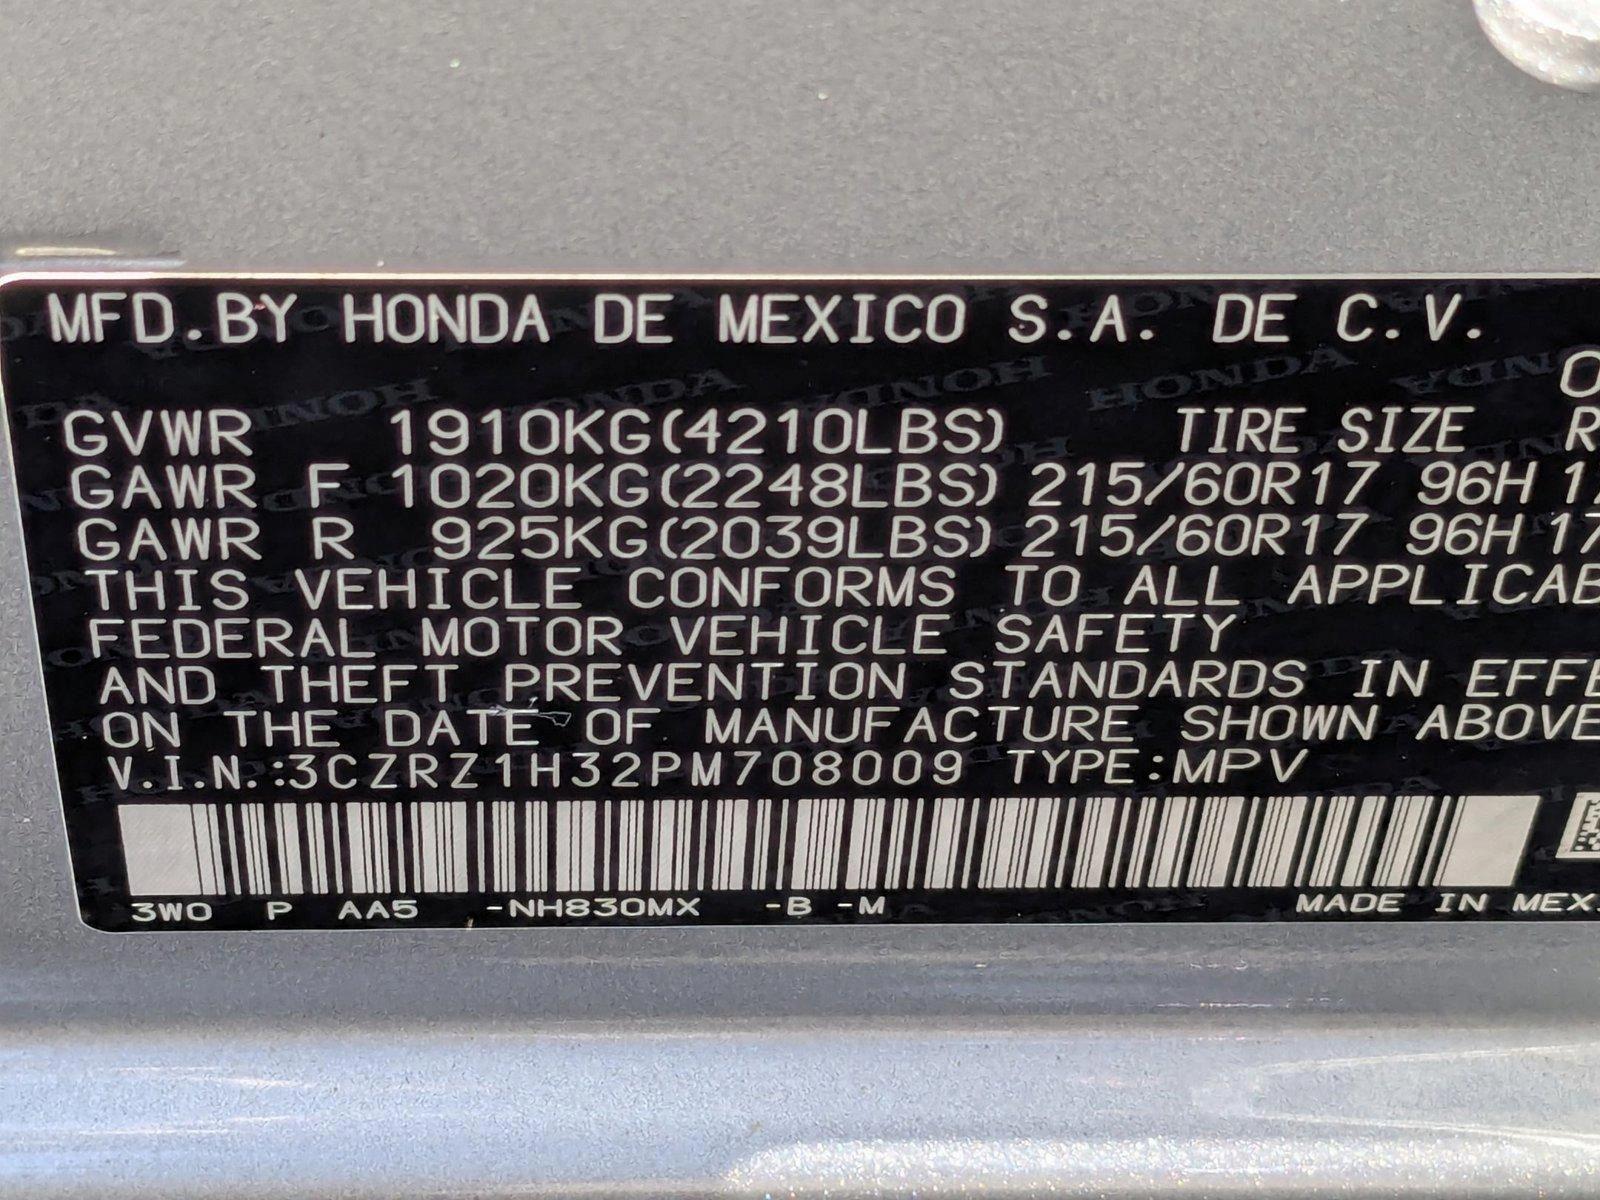 MFD.BY HONDA DE MEXICO S.A. DE C.V.
GVWR 1910KG(4210LBS) TIRE SIZE
GAWR F 1020KG(2248LBS) 215/60R17 96H
GAWR R 925KG(2039LBS) 215/60R17 96H 17
THIS VEHICLE CONFORMS TO ALL APPLICAB
FEDERAL MOTOR VEHICLE SAFETY
AND THEFT PREVENTION STANDARDS IN EFFE
ON THE DATE OF MANUFACTURE SHOWN ABOVE
V.I.N.:3CZRZ1H32PM708009 TYPE:MPV
3W0 P AA5 -NH830MX -B -M MADE IN MEX